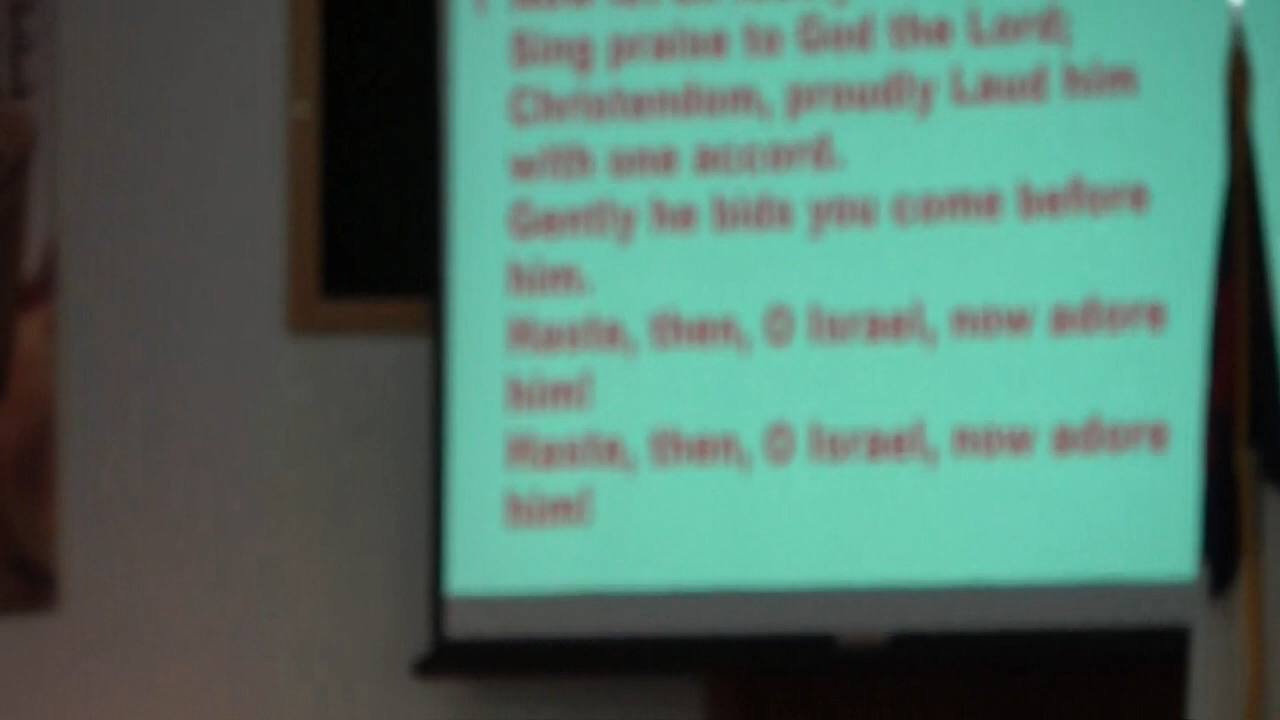 Sing praise to God the Lord;
Christendom, proudly Laud him
with one accord.
Gently he bids you come before
him.
Haste, then, O Israel, now adore
him!
Haste, then, O Israel, now adore
him!